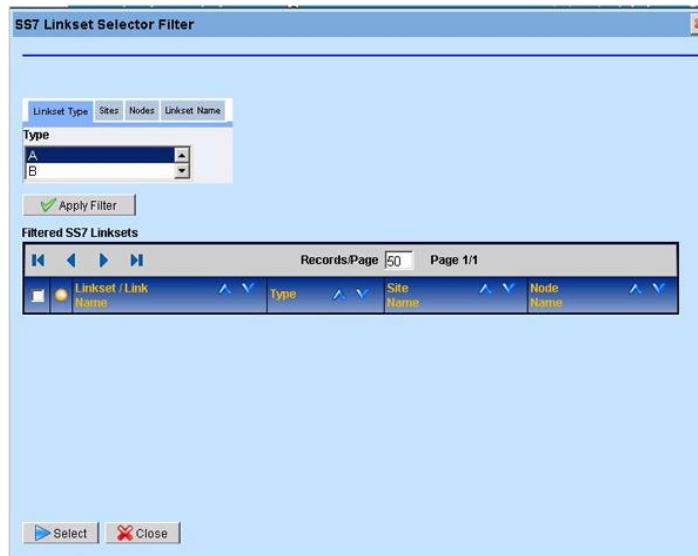 SS7 Linkset Selector Filter
Linkset Type Sites Nodes Linkset Name
Type
A
B
Apply Filter
Filtered SS7 Linksets
Records/Page 50 Page 1/1
Linkset / Link Name Type Site Name Node Name
Select Close